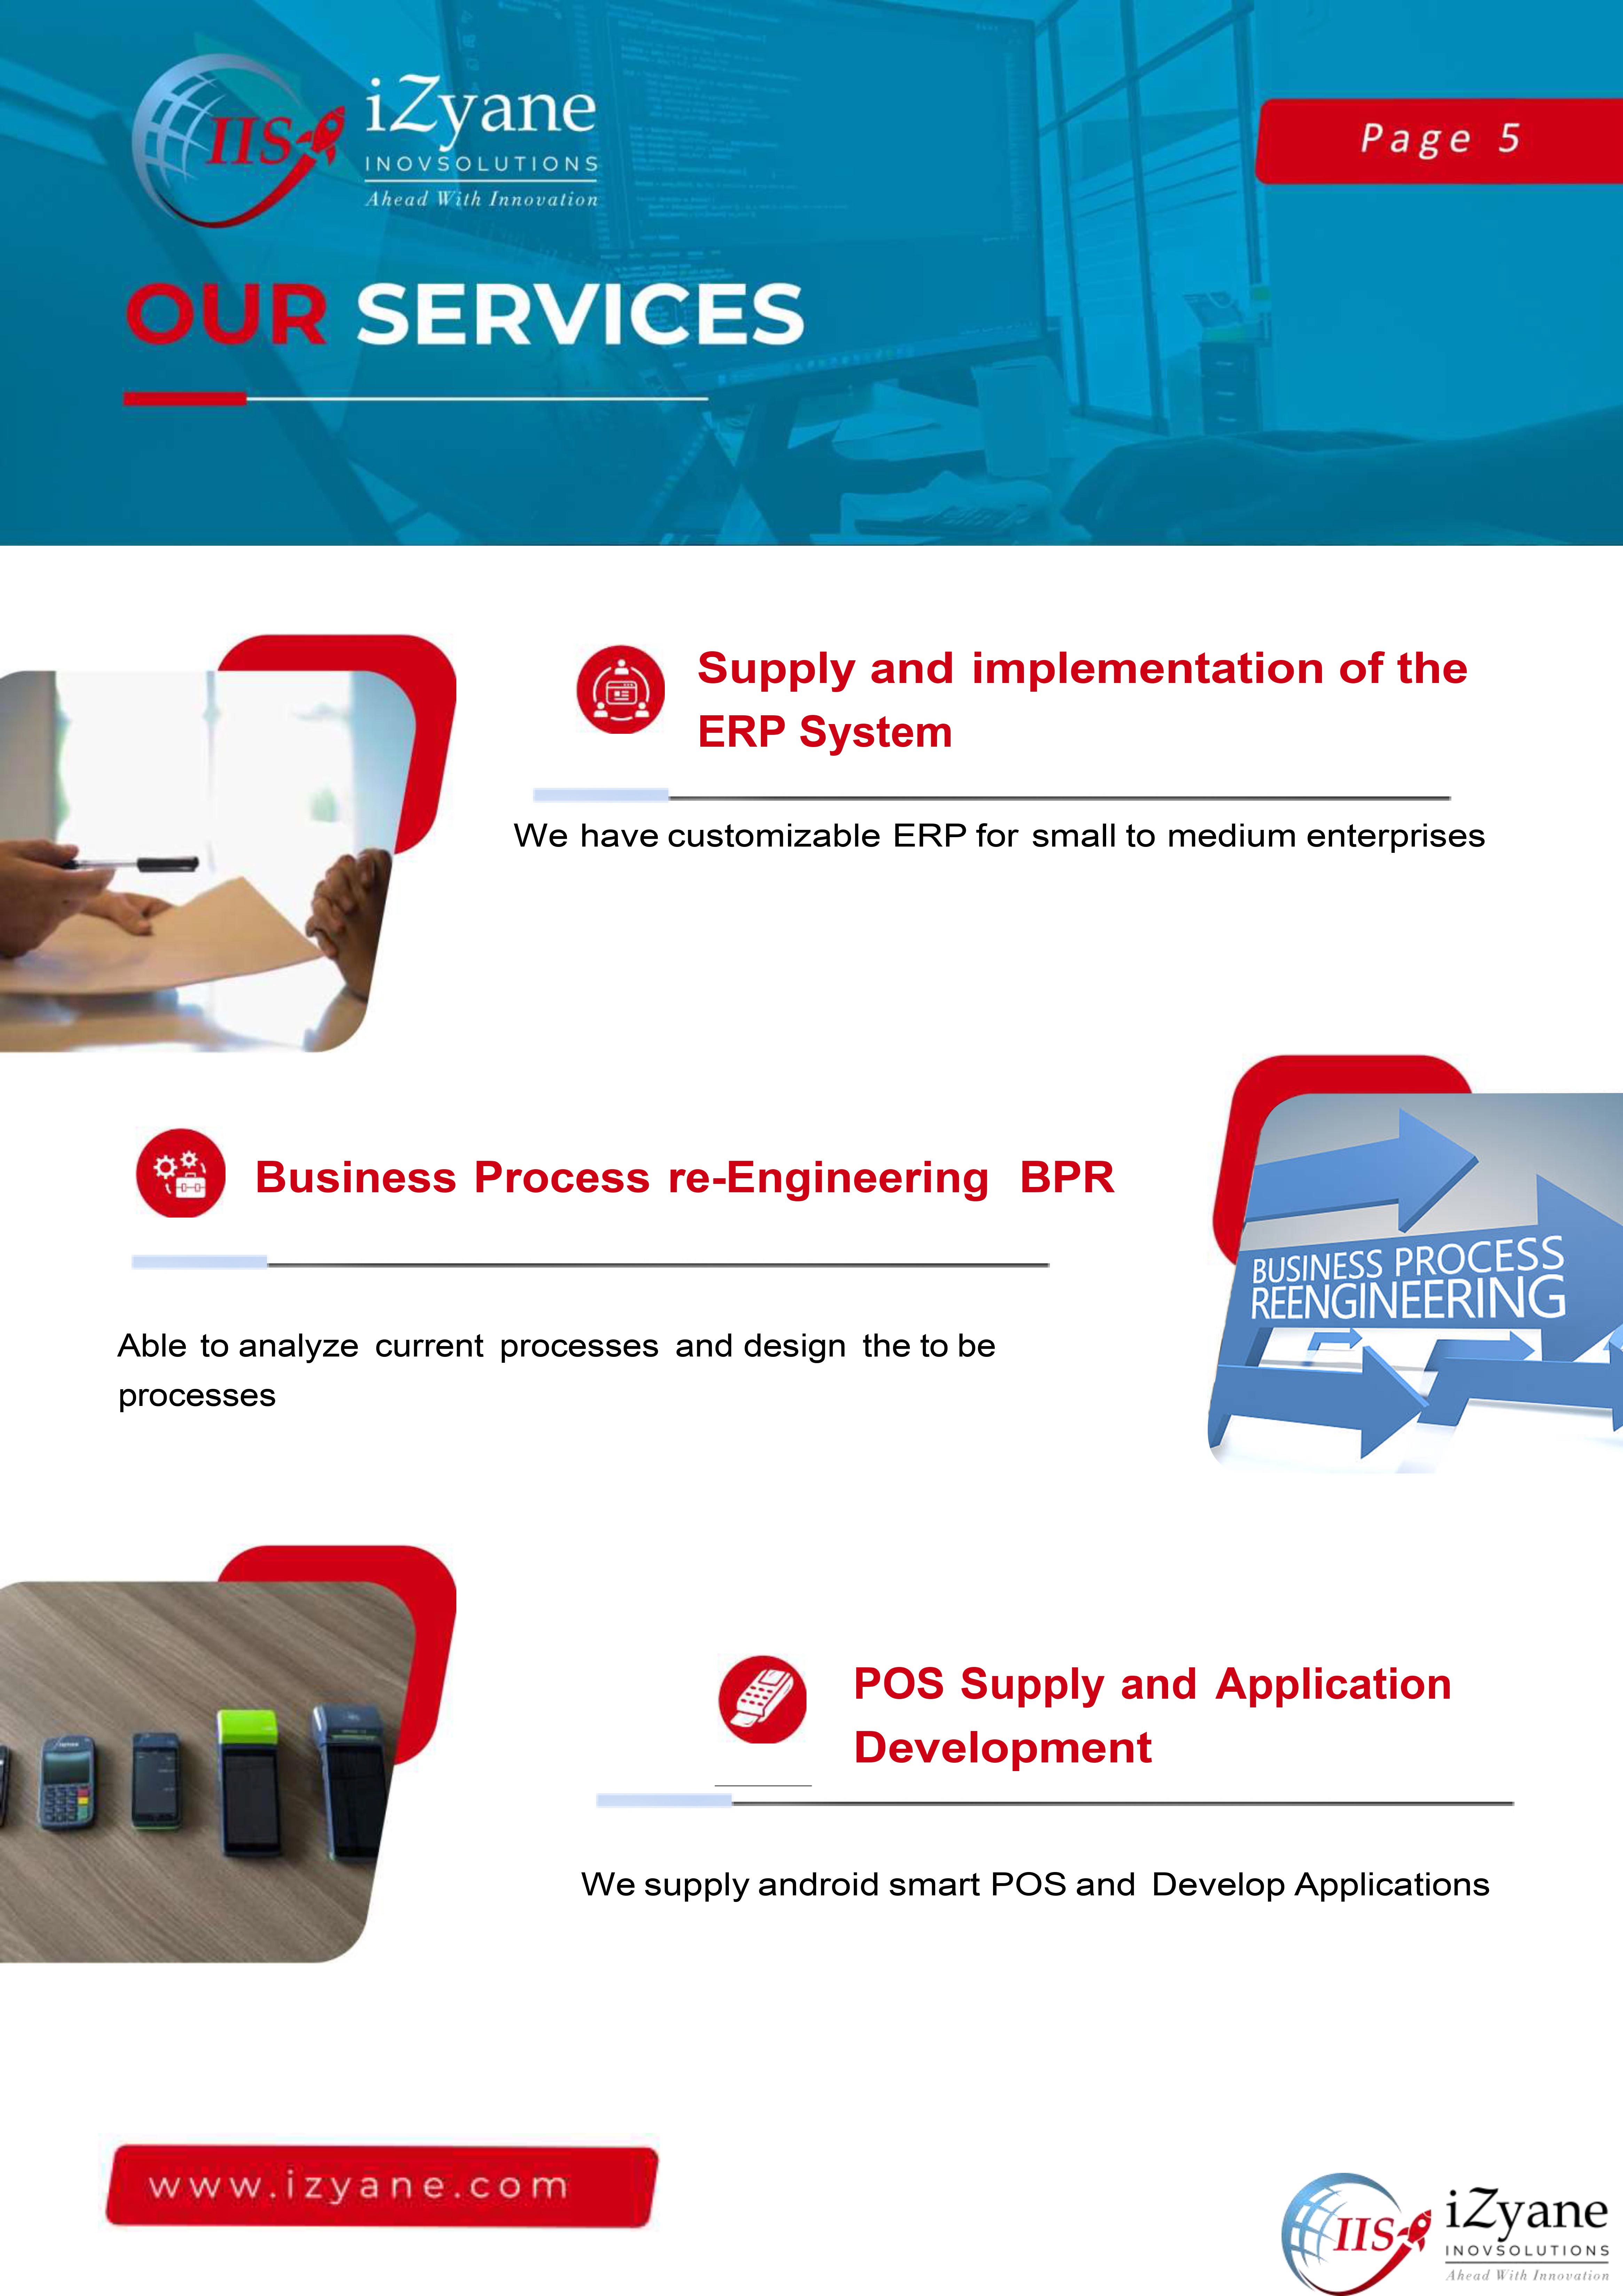 IIS
iZyane
INOVSOLUTIONS
Ahead With Innovation
Page 5
OUR SERVICES
Supply and implementation of the
ERP System
We have customizable ERP for small to medium enterprises
Business Process re-Engineering BPR
BUSINESS PROCESS
REENGINEERING
Able to analyze current processes and design the to be
processes
POS Supply and Application
Development
We supply android smart POS and Develop Applications
www.izyane.com
IIS
iZyane
INOVSOLUTIONS
Ahead With Innovation